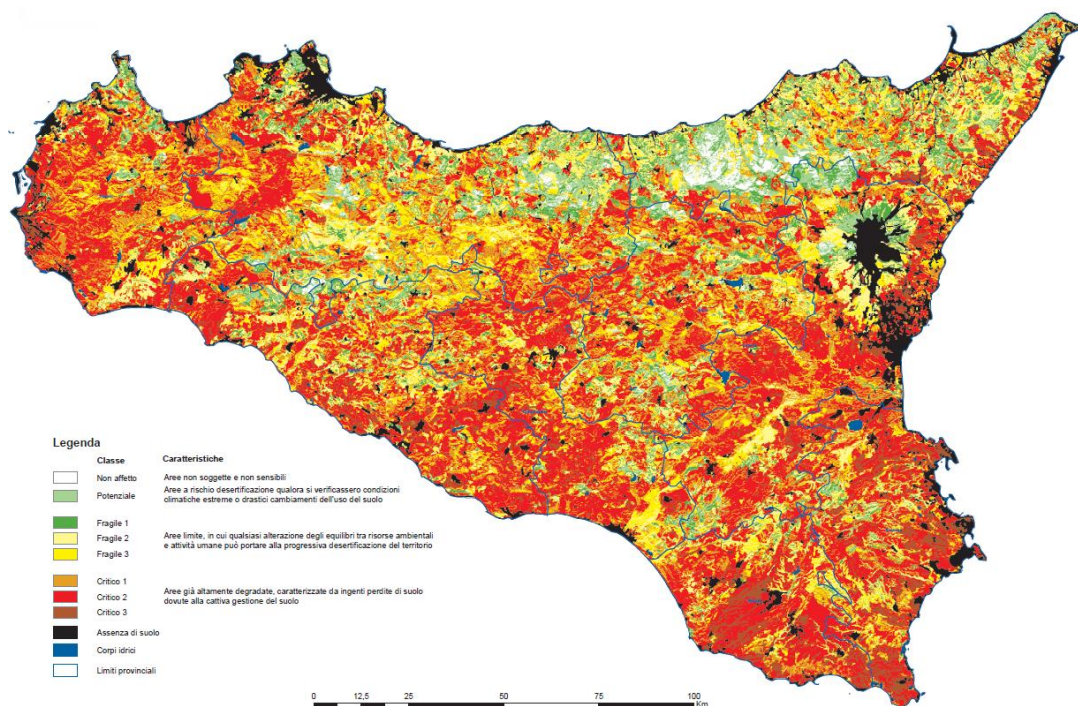 Legenda
Classe Caratteristiche
Non affetto Aree non soggette e non sensibili
Potenziale Aree a rischio desertificazione qualora si verificassero condizioni
climatiche estreme o drastici cambiamenti dell'uso del suolo
Fragile 1
Fragile 2 Aree limite, in cui qualsiasi alterazione degli equilibri tra risorse ambientali
e attività umane può portare alla progressiva desertificazione del territorio
Fragile 3
Critico 1
Critico 2 Aree già altamente degradate, caratterizzate da ingenti perdite di suolo
dovute alla cattiva gestione del suolo
Critico 3
Assenza di suolo
Corpi idrici
Limiti provinciali
0 12,5 25 50 75 100
Km